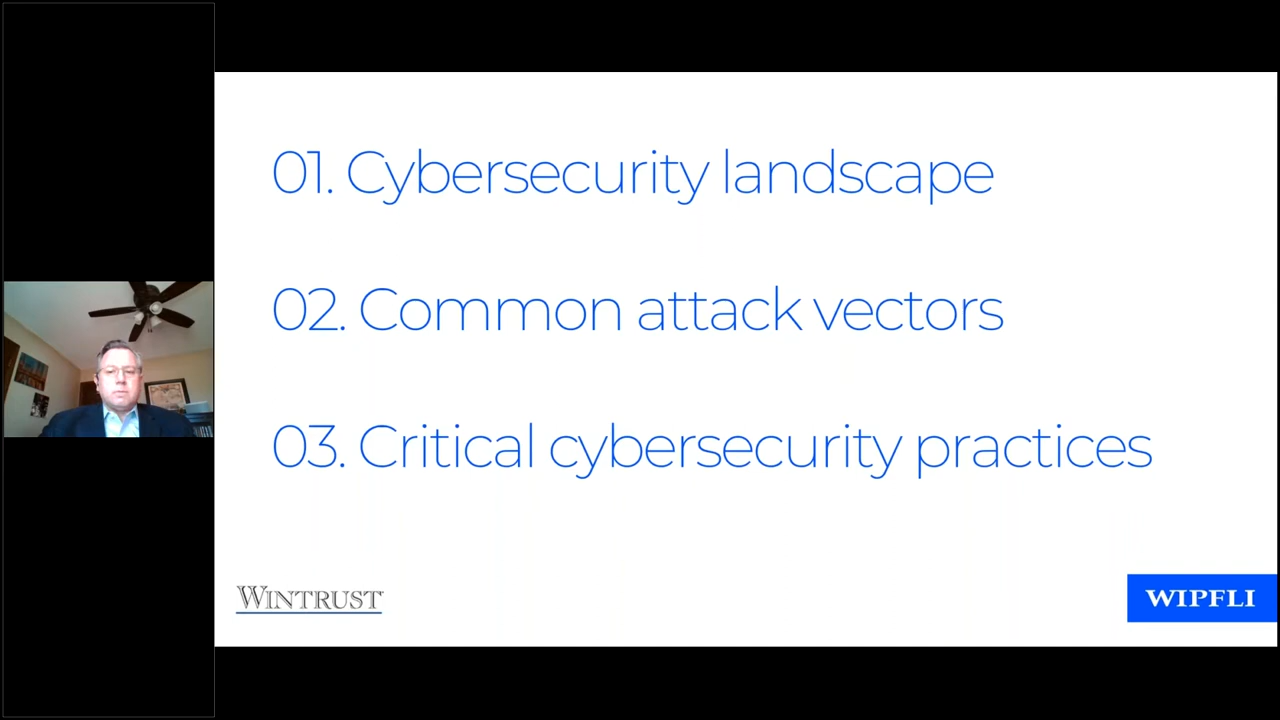 01. Cybersecurity landscape
02. Common attack vectors
03. Critical cybersecurity practices
WINTRUST
WIPFLI